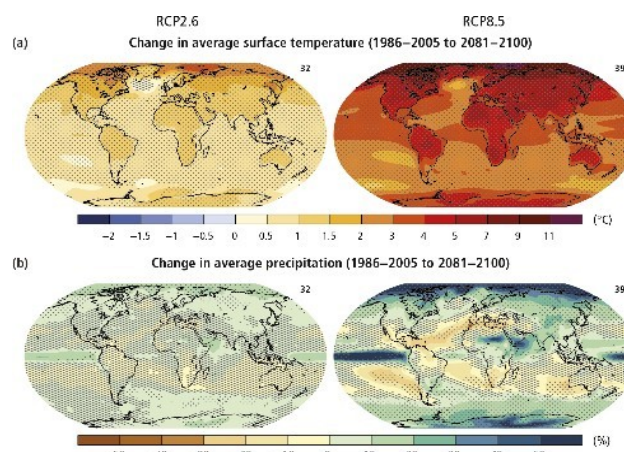 RCP2.6 RCP8.5
(a) Change in average surface temperature (1986−2005 to 2081−2100)
32 39
−2 −1.5 −1 −0.5 0 0.5 1 1.5 2 3 4 5 7 9 11 (°C)
(b) Change in average precipitation (1986−2005 to 2081−2100)
32 39
(%)